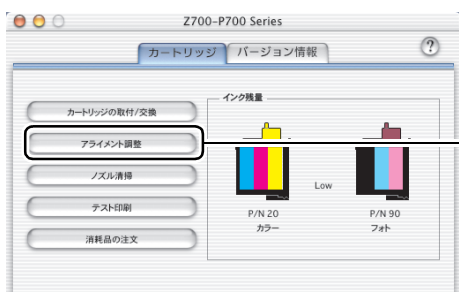 Z700-P700 Series
カートリッジ
バージョン情報
?
カートリッジの取付/交換
アライメント調整
ノズル清掃
テスト印刷
消耗品の注文
インク残量
Low
P/N 20
カラー
P/N 90
フォト